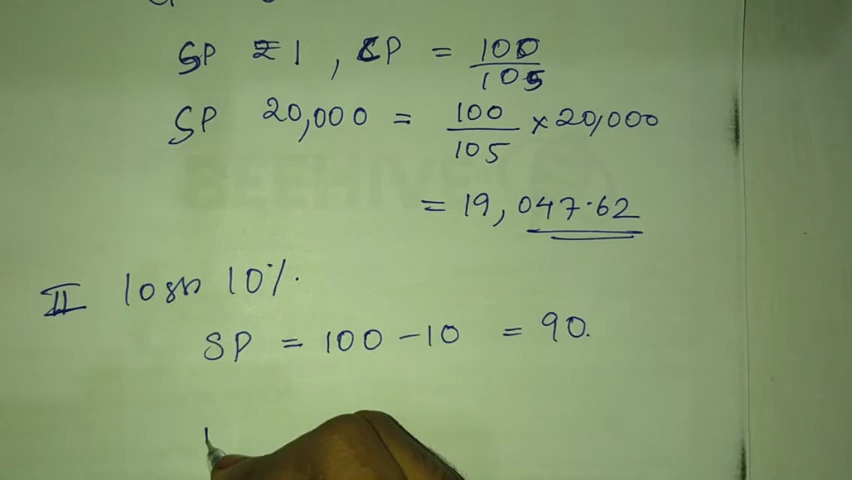 SP ₹1, CP = 100/105
SP 20,000 = 100/105 × 20,000
= 19,047.62
II loss 10%.
SP = 100 - 10 = 90.
BEEHIVE